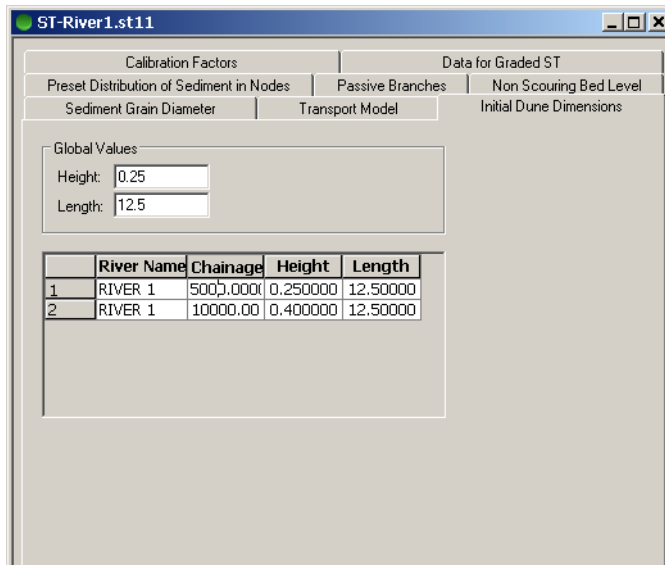 ST-River1.st11
Calibration Factors Data for Graded ST
Preset Distribution of Sediment in Nodes Passive Branches Non Scouring Bed Level
Sediment Grain Diameter Transport Model Initial Dune Dimensions
Global Values
Height: 0.25
Length: 12.5
River Name Chainage Height Length
1 RIVER 1 5000.000 0.250000 12.50000
2 RIVER 1 10000.00 0.400000 12.50000